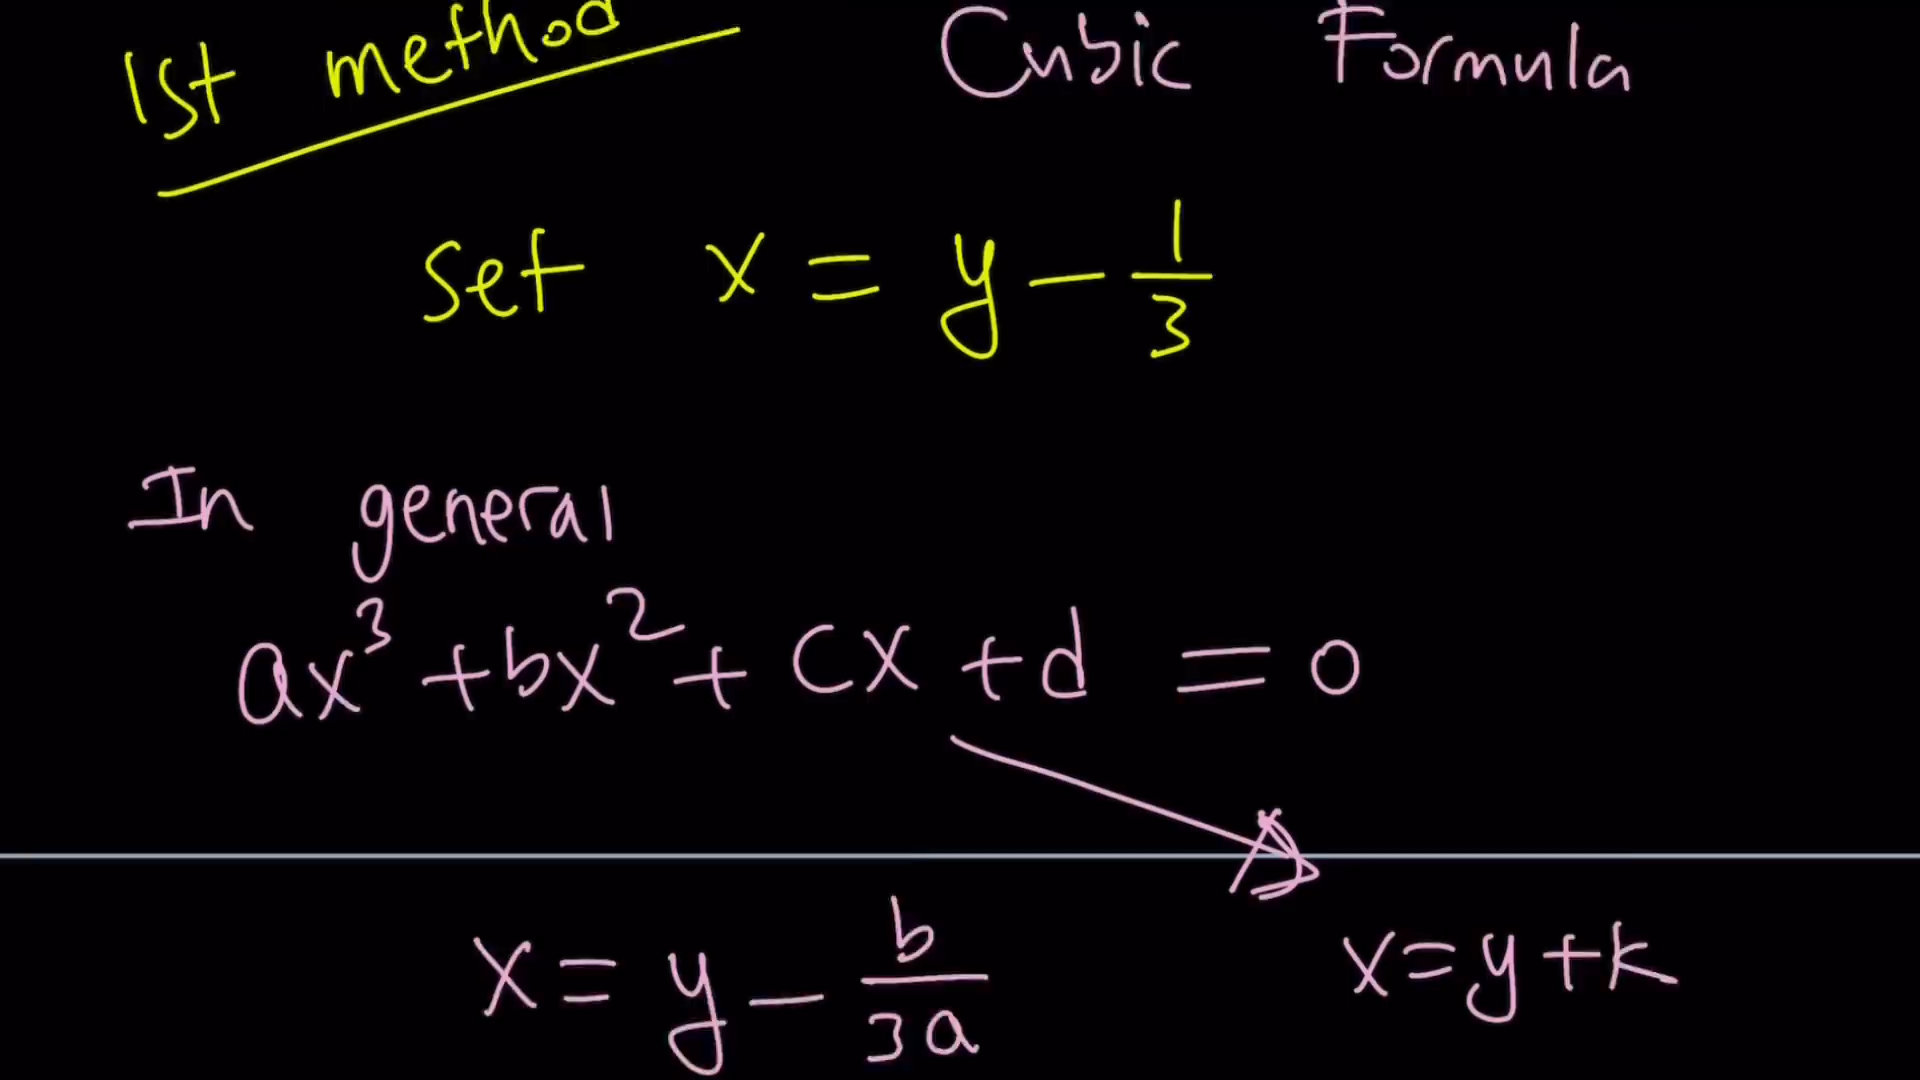 1st method Cubic Formula
Set x = y - 1/3
In general
ax³ + bx² + cx + d = 0
x = y - b/3a x = y + k